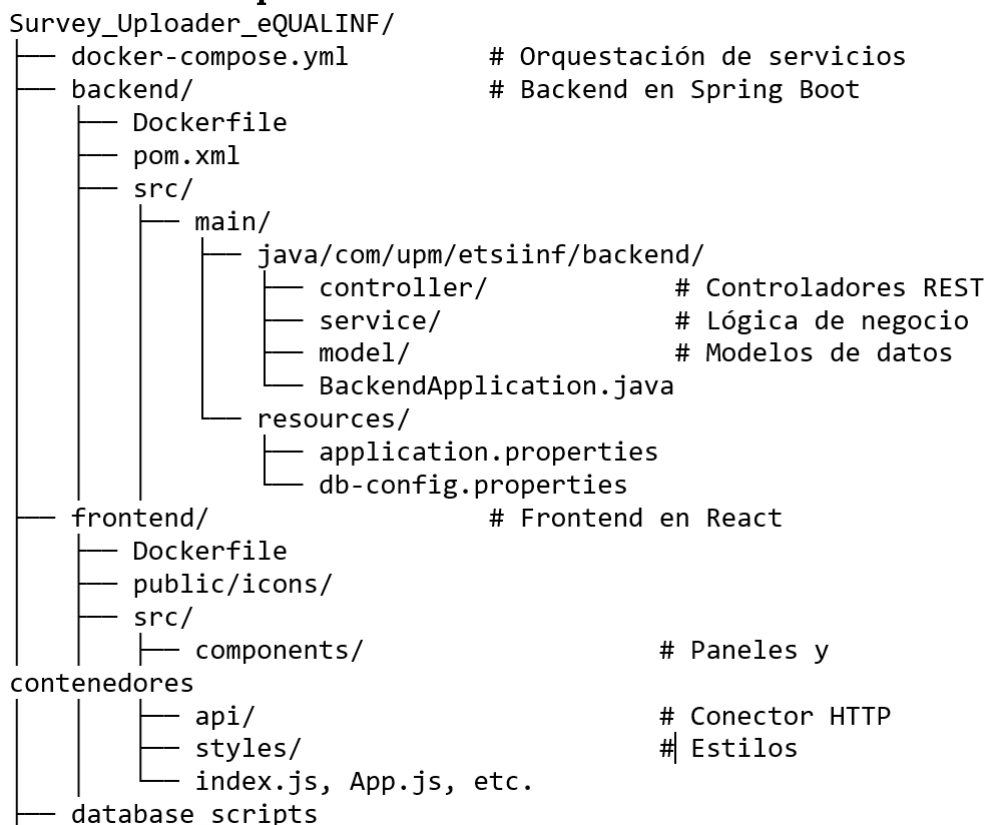 Survey_Uploader_eQUALINF/
├── docker-compose.yml # Orquestación de servicios
├── backend/ # Backend en Spring Boot
│ ├── Dockerfile
│ ├── pom.xml
│ ├── src/
│ │ ├── main/
│ │ │ ├── java/com/upm/etsiinf/backend/
│ │ │ │ ├── controller/ # Controladores REST
│ │ │ │ ├── service/ # Lógica de negocio
│ │ │ │ ├── model/ # Modelos de datos
│ │ │ │ └── BackendApplication.java
│ │ │ └── resources/
│ │ │ ├── application.properties
│ │ │ └── db-config.properties
├── frontend/ # Frontend en React
│ ├── Dockerfile
│ ├── public/icons/
│ ├── src/
│ │ ├── components/ # Paneles y
contenedores
│ │ ├── api/ # Conector HTTP
│ │ ├── styles/ # Estilos
│ │ └── index.js, App.js, etc.
├── database scripts